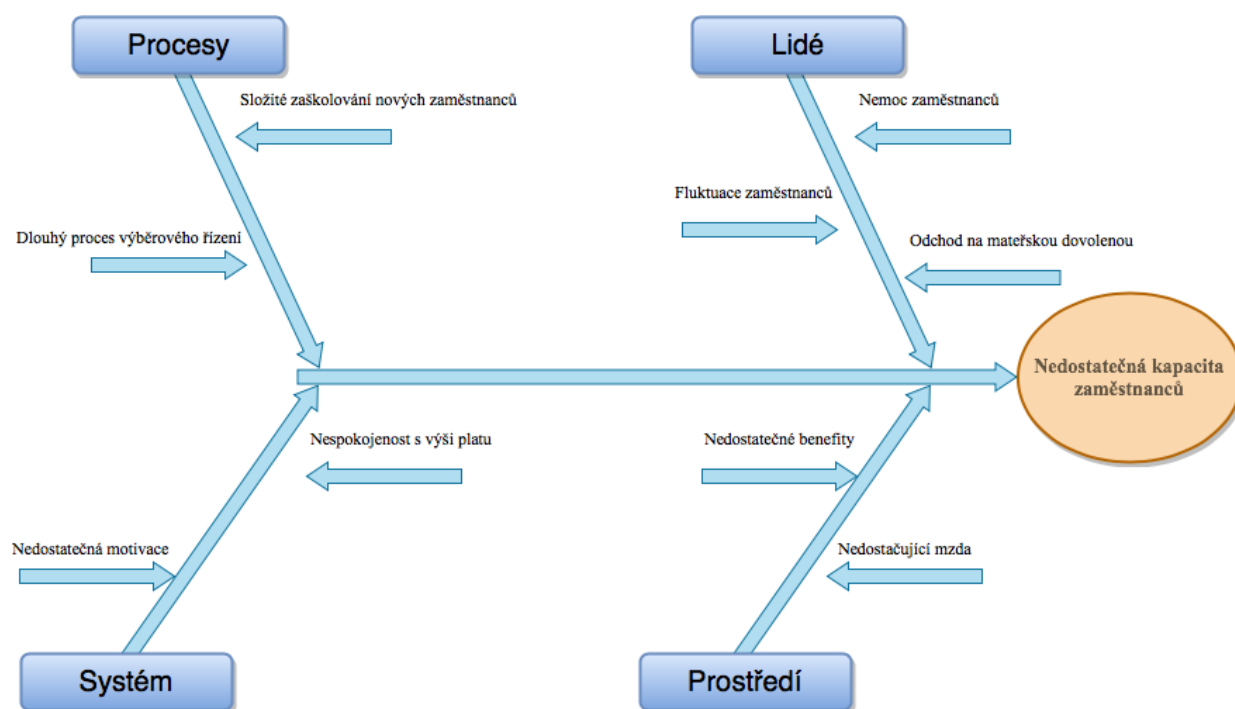 Procesy
Lidé
Složité zaškolování nových zaměstnanců
Nemoc zaměstnanců
Fluktuace zaměstnanců
Dlouhý proces výběrového řízení
Odchod na mateřskou dovolenou
Nedostatečná kapacita
zaměstnanců
Nespokojenost s výši platu
Nedostatečné benefity
Nedostatečná motivace
Nedostačující mzda
Systém
Prostředí